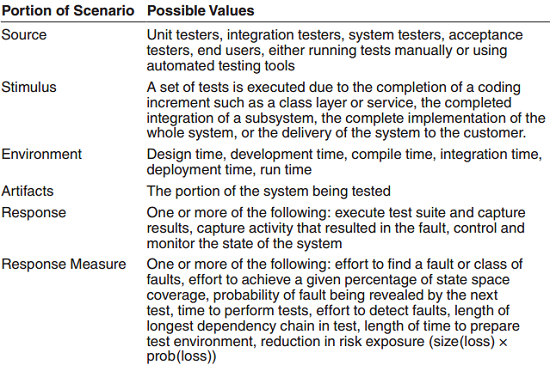 Portion of Scenario Possible Values
Source Unit testers, integration testers, system testers, acceptance
testers, end users, either running tests manually or using
automated testing tools
Stimulus A set of tests is executed due to the completion of a coding
increment such as a class layer or service, the completed
integration of a subsystem, the complete implementation of the
whole system, or the delivery of the system to the customer.
Environment Design time, development time, compile time, integration time,
deployment time, run time
Artifacts The portion of the system being tested
Response One or more of the following: execute test suite and capture
results, capture activity that resulted in the fault, control and
monitor the state of the system
Response Measure One or more of the following: effort to find a fault or class of
faults, effort to achieve a given percentage of state space
coverage, probability of fault being revealed by the next
test, time to perform tests, effort to detect faults, length of
longest dependency chain in test, length of time to prepare
test environment, reduction in risk exposure (size(loss) ×
prob(loss))